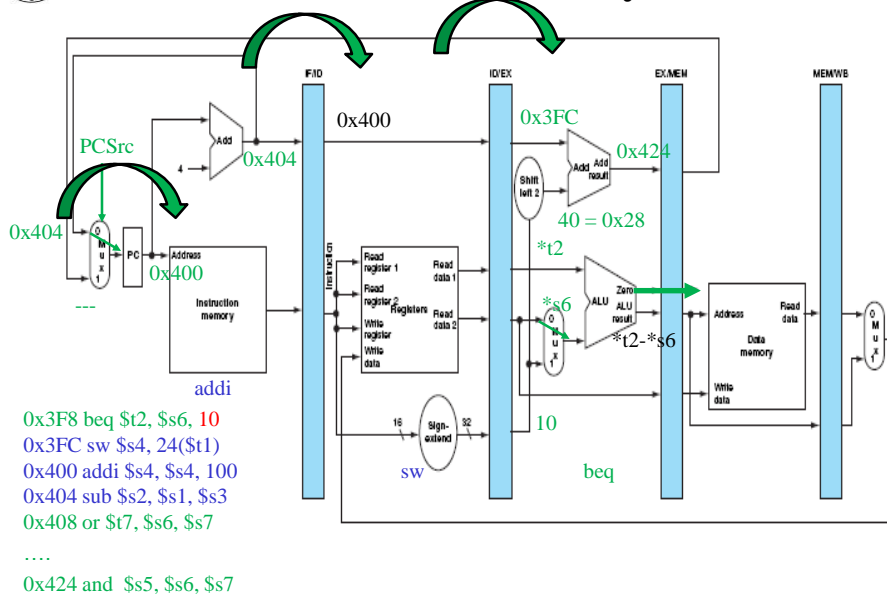 IF/ID
ID/EX
EX/MEM
MEM/WB
0x400
0x3FC
PCSrc
Add
4
0x404
Add Add
result
0x424
Shift
left 2
40 = 0x28
0x404
0
M
u
x
1
PC
0x400
---
Address
Instruction
memory
addi
Instruction
Read
register 1
Read
register 2
Write
register
Write
data
Registers
Read
data 1
Read
data 2
*t2
*s6
0
M
u
x
1
ALU
Zero
ALU
result
*t2-*s6
Address
Read
data
Data
memory
Write
data
0
M
u
x
1
16
Sign-
extend
32
10
sw
beq
0x3F8 beq $t2, $s6, 10
0x3FC sw $s4, 24($t1)
0x400 addi $s4, $s4, 100
0x404 sub $s2, $s1, $s3
0x408 or $t7, $s6, $s7
....
0x424 and $s5, $s6, $s7